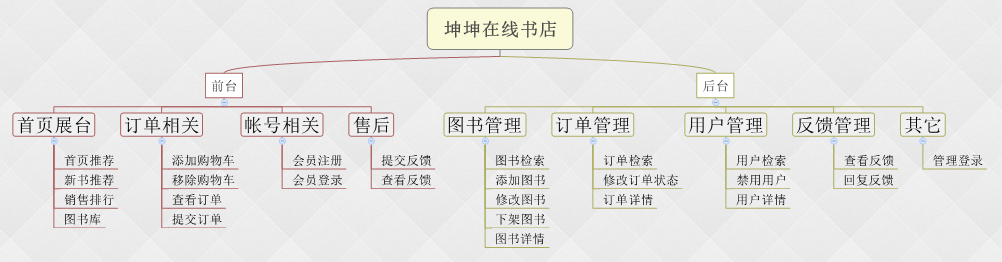 坤坤在线书店
前台
后台
首页展台
订单相关
帐号相关
售后
图书管理
订单管理
用户管理
反馈管理
其它
首页推荐
新书推荐
销售排行
图书库
添加购物车
移除购物车
查看订单
提交订单
会员注册
会员登录
提交反馈
查看反馈
图书检索
添加图书
修改图书
下架图书
图书详情
订单检索
修改订单状态
订单详情
用户检索
禁用用户
用户详情
查看反馈
回复反馈
管理登录